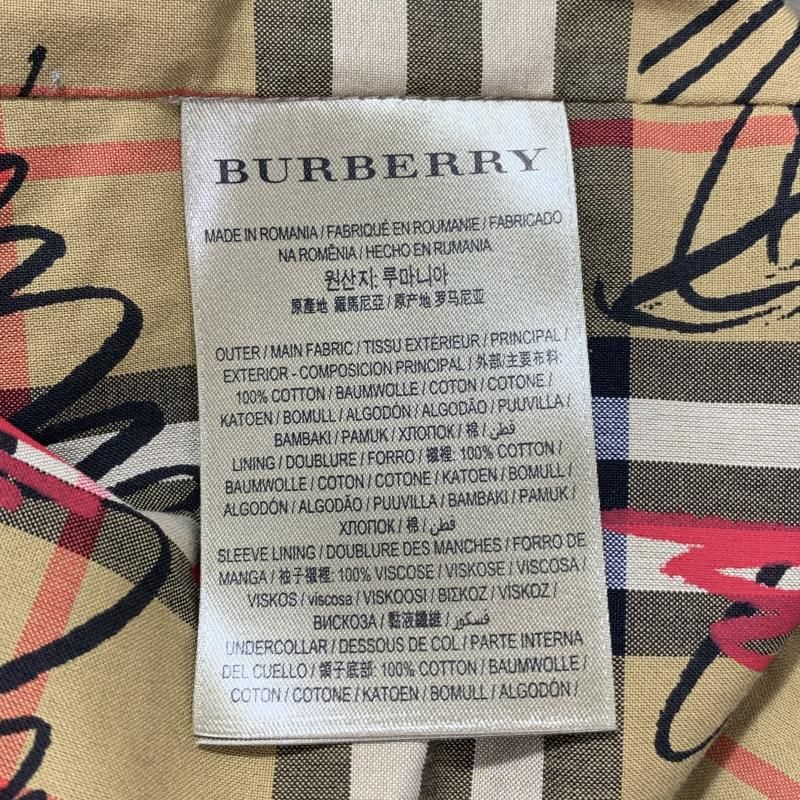 BURBERRY
MADE IN ROMANIA / FABRIQUÉ EN ROUMANIE / FABRICADO
NA ROMÊNIA / HECHO EN RUMANIA
원산지: 루마니아
原產地 羅馬尼亞 / 原产地 罗马尼亚
OUTER / MAIN FABRIC / TISSU EXTÉRIEUR / PRINCIPAL /
EXTERIOR - COMPOSICION PRINCIPAL / 外部/主要布料:
100% COTTON / BAUMWOLLE / COTON / COTONE /
KATOEN / BOMULL / ALGODÓN / ALGODÃO / PUUVILLA /
BAMBAKI / PAMUK / ХЛОПОК / 棉 / قطن /
LINING / DOUBLURE / FORRO / 襯裡: 100% COTTON /
BAUMWOLLE / COTON / COTONE / KATOEN / BOMULL /
ALGODÓN / ALGODÃO / PUUVILLA / BAMBAKI / PAMUK /
ХЛОПОК / 棉 / قطن /
SLEEVE LINING / DOUBLURE DES MANCHES / FORRO DE
MANGA / 袖子襯裡: 100% VISCOSE / VISKOSE / VISCOSA /
VISKOS / viscosa / VISKOOSI / ΒΙΣΚΟΖ / VİSKOZ /
ВИСКОЗА / 黏液纖維 / فسكوز /
UNDERCOLLAR / DESSOUS DE COL / PARTE INTERNA
DEL CUELLO / 領子底部: 100% COTTON / BAUMWOLLE /
COTON / COTONE / KATOEN / BOMULL / ALGODÓN /